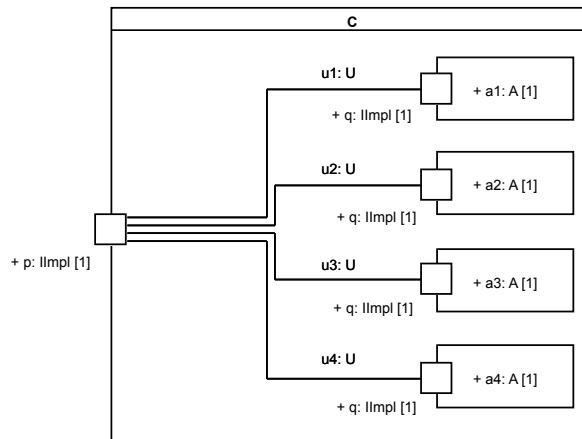 C
u1: U
+ a1: A [1]
+ q: IImpl [1]
u2: U
+ a2: A [1]
+ q: IImpl [1]
+ p: IImpl [1]
u3: U
+ a3: A [1]
+ q: IImpl [1]
u4: U
+ a4: A [1]
+ q: IImpl [1]